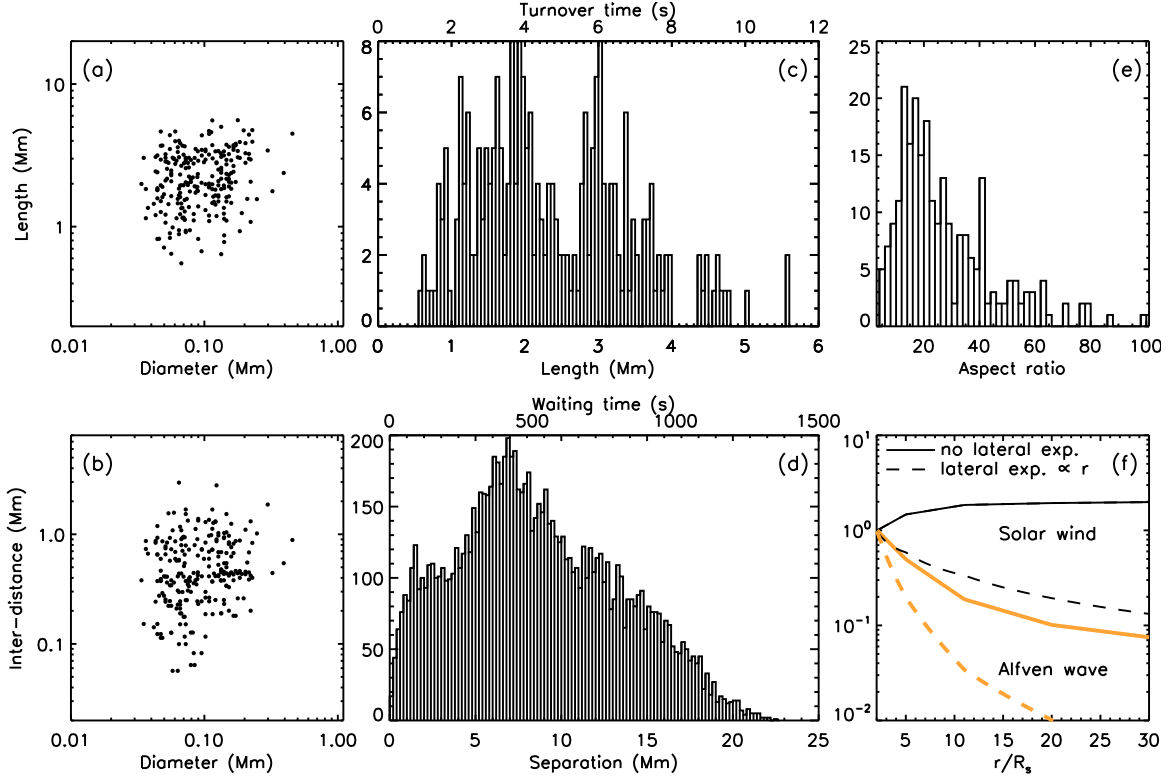 Turnover time (s)
0 2 4 6 8 10 12
(a)
10
1
Length (Mm)
0.01 0.10 1.00
Diameter (Mm)
(c)
8
6
4
2
0
0 1 2 3 4 5 6
Length (Mm)
(e)
25
20
15
10
5
0
20 40 60 80 100
Aspect ratio
(b)
1.0
0.1
Inter-distance (Mm)
0.01 0.10 1.00
Diameter (Mm)
Waiting time (s)
0 500 1000 1500
(d)
200
150
100
50
0
0 5 10 15 20 25
Separation (Mm)
(f)
no lateral exp.
lateral exp. ∝ r
Solar wind
Alfven wave
10¹
10⁰
10⁻¹
10⁻²
5 10 15 20 25 30
r/Rₛ